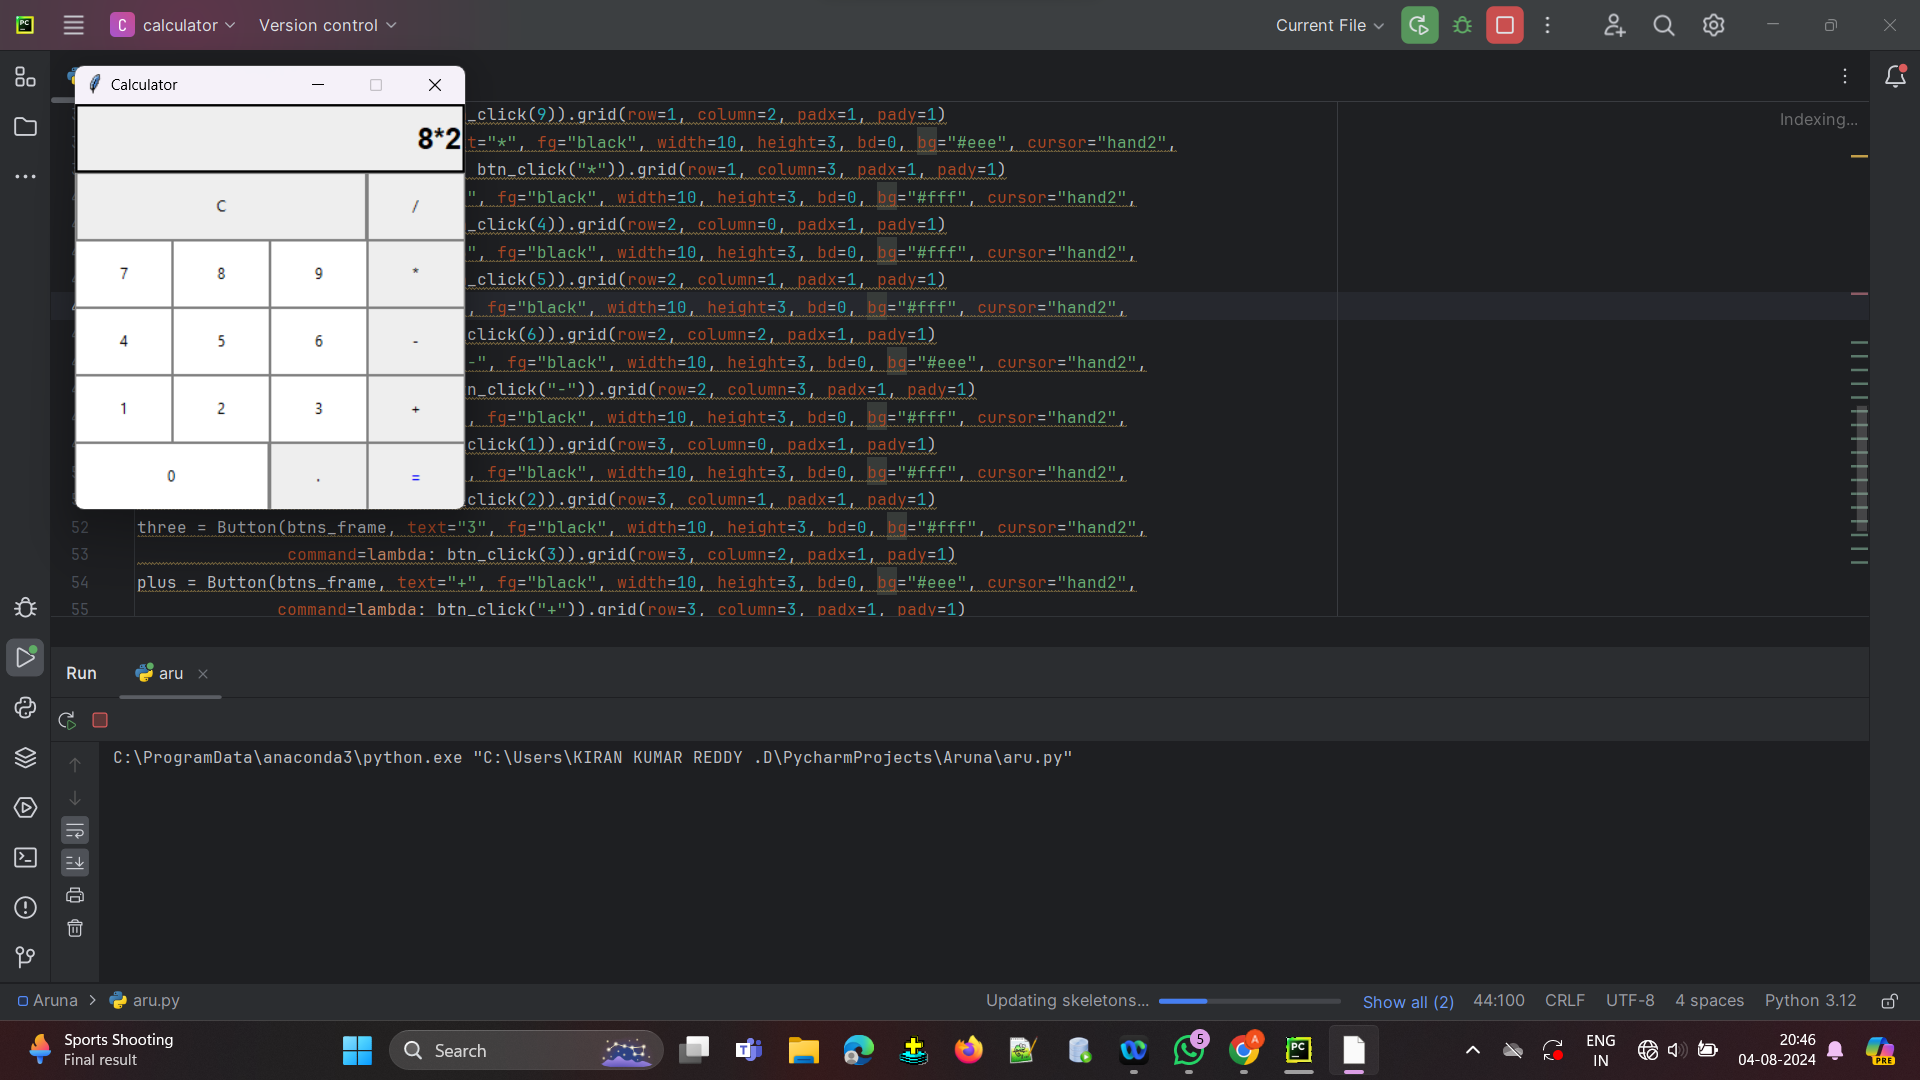 PC
C calculator Version control Current File
Calculator
8*2
C /
7 8 9 *
4 5 6 -
1 2 3 +
0 . =
_click(9)).grid(row=1, column=2, padx=1, pady=1)
t="*", fg="black", width=10, height=3, bd=0, bg="#eee", cursor="hand2",
btn_click("*")).grid(row=1, column=3, padx=1, pady=1)
", fg="black", width=10, height=3, bd=0, bg="#fff", cursor="hand2",
_click(4)).grid(row=2, column=0, padx=1, pady=1)
", fg="black", width=10, height=3, bd=0, bg="#fff", cursor="hand2",
_click(5)).grid(row=2, column=1, padx=1, pady=1)
, fg="black", width=10, height=3, bd=0, bg="#fff", cursor="hand2",
click(6)).grid(row=2, column=2, padx=1, pady=1)
-", fg="black", width=10, height=3, bd=0, bg="#eee", cursor="hand2",
n_click("-")).grid(row=2, column=3, padx=1, pady=1)
, fg="black", width=10, height=3, bd=0, bg="#fff", cursor="hand2",
click(1)).grid(row=3, column=0, padx=1, pady=1)
, fg="black", width=10, height=3, bd=0, bg="#fff", cursor="hand2",
click(2)).grid(row=3, column=1, padx=1, pady=1)
52 three = Button(btns_frame, text="3", fg="black", width=10, height=3, bd=0, bg="#fff", cursor="hand2",
53 command=lambda: btn_click(3)).grid(row=3, column=2, padx=1, pady=1)
54 plus = Button(btns_frame, text="+", fg="black", width=10, height=3, bd=0, bg="#eee", cursor="hand2",
55 command=lambda: btn_click("+")).grid(row=3, column=3, padx=1, pady=1)
Indexing...
Run aru
C:\ProgramData\anaconda3\python.exe "C:\Users\KIRAN KUMAR REDDY .D\PycharmProjects\Aruna\aru.py"
Aruna > aru.py Updating skeletons... Show all (2) 44:100 CRLF UTF-8 4 spaces Python 3.12
Sports Shooting
Final result
Search
5
A
PC
ENG
IN
20:46
04-08-2024
PRE